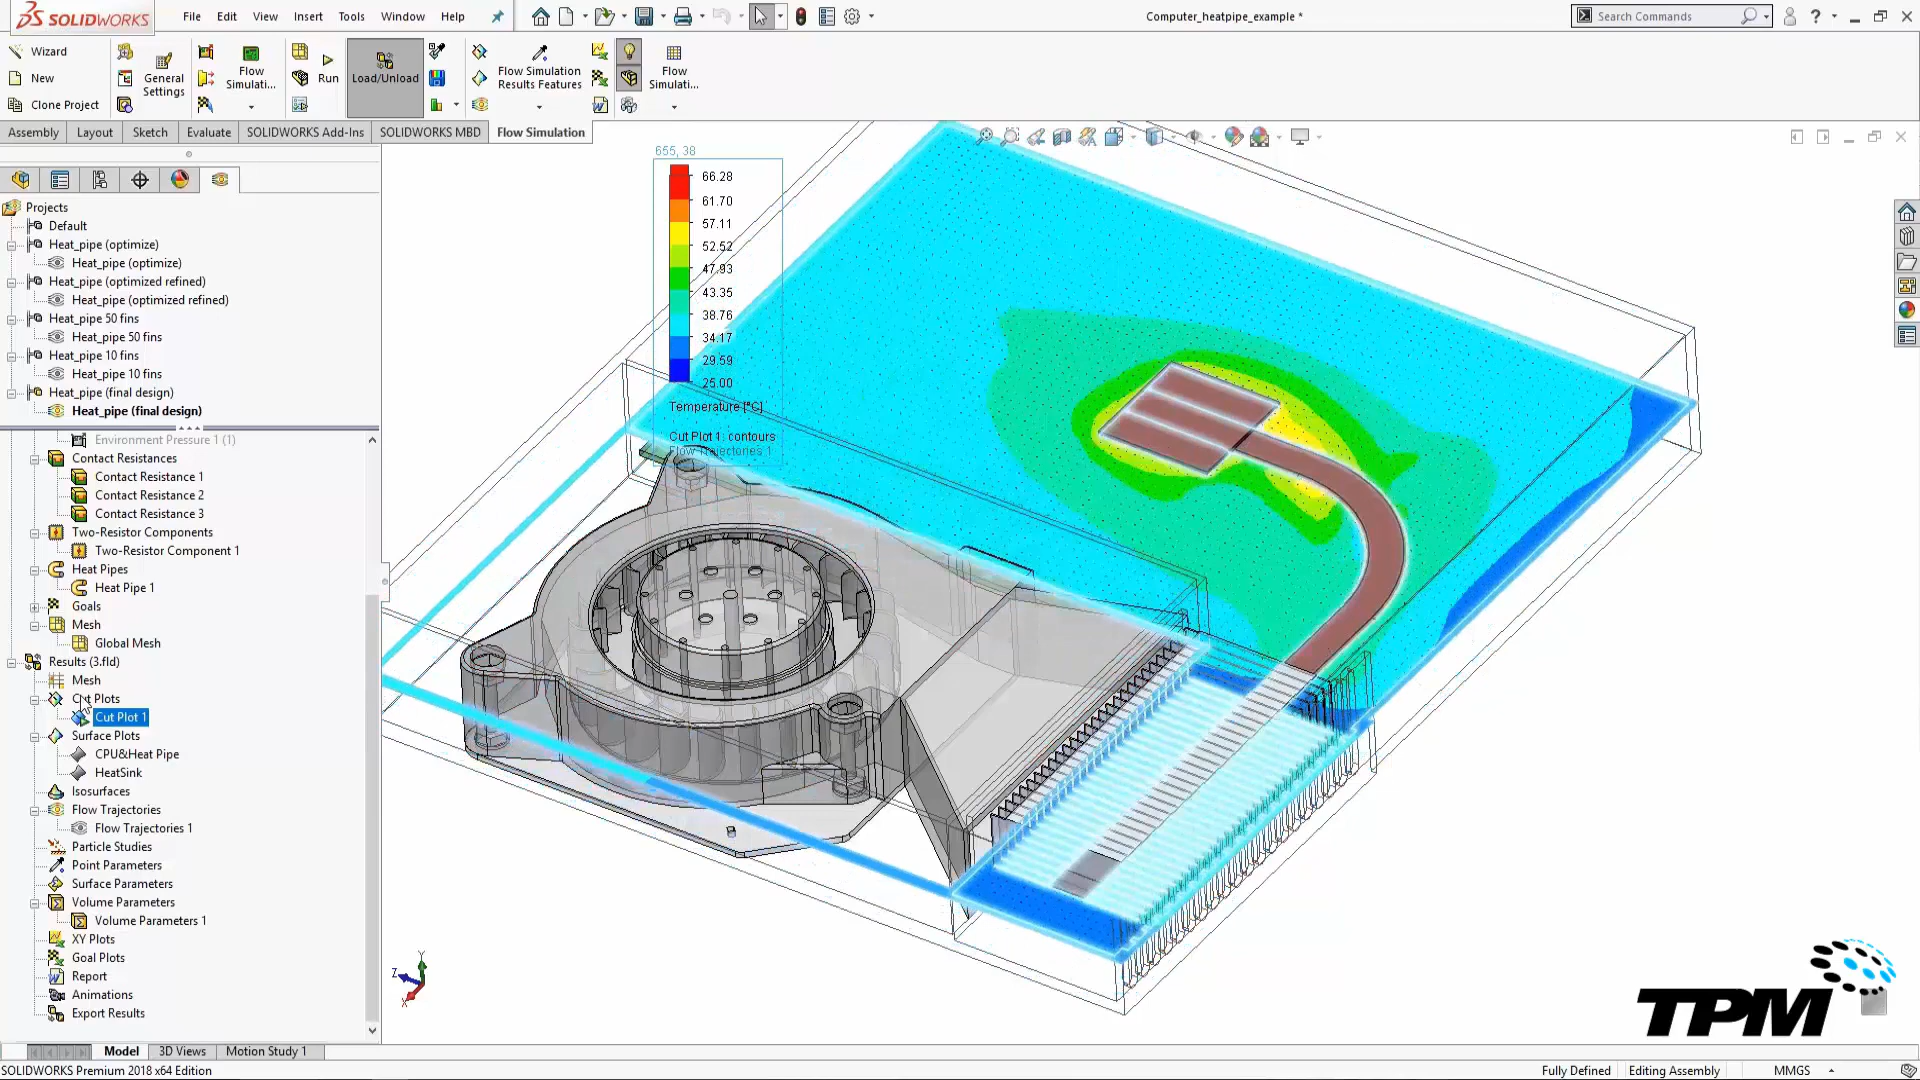 SOLIDWORKS
File Edit View Insert Tools Window Help
Computer_heatpipe_example *
Search Commands
Wizard
New
Clone Project
General Settings
Flow Simulati...
Run
Load/Unload
Flow Simulation Results Features
Flow Simulati...
Assembly Layout Sketch Evaluate SOLIDWORKS Add-Ins SOLIDWORKS MBD Flow Simulation
Projects
Default
Heat_pipe (optimize)
Heat_pipe (optimize)
Heat_pipe (optimized refined)
Heat_pipe (optimized refined)
Heat_pipe 50 fins
Heat_pipe 50 fins
Heat_pipe 10 fins
Heat_pipe 10 fins
Heat_pipe (final design)
Heat_pipe (final design)
Environment Pressure 1 (1)
Contact Resistances
Contact Resistance 1
Contact Resistance 2
Contact Resistance 3
Two-Resistor Components
Two-Resistor Component 1
Heat Pipes
Heat Pipe 1
Goals
Mesh
Global Mesh
Results (3.fld)
Mesh
Cut Plots
Cut Plot 1
Surface Plots
CPU&Heat Pipe
HeatSink
Isosurfaces
Flow Trajectories
Flow Trajectories 1
Particle Studies
Point Parameters
Surface Parameters
Volume Parameters
Volume Parameters 1
XY Plots
Goal Plots
Report
Animations
Export Results
655, 38
66.28
61.70
57.11
52.52
47.93
43.35
38.76
34.17
29.59
25.00
Temperature [°C]
Cut Plot 1: contours
Flow Trajectories 1
Y
Z
X
TPM
Model 3D Views Motion Study 1
SOLIDWORKS Premium 2018 x64 Edition
Fully Defined Editing Assembly MMGS